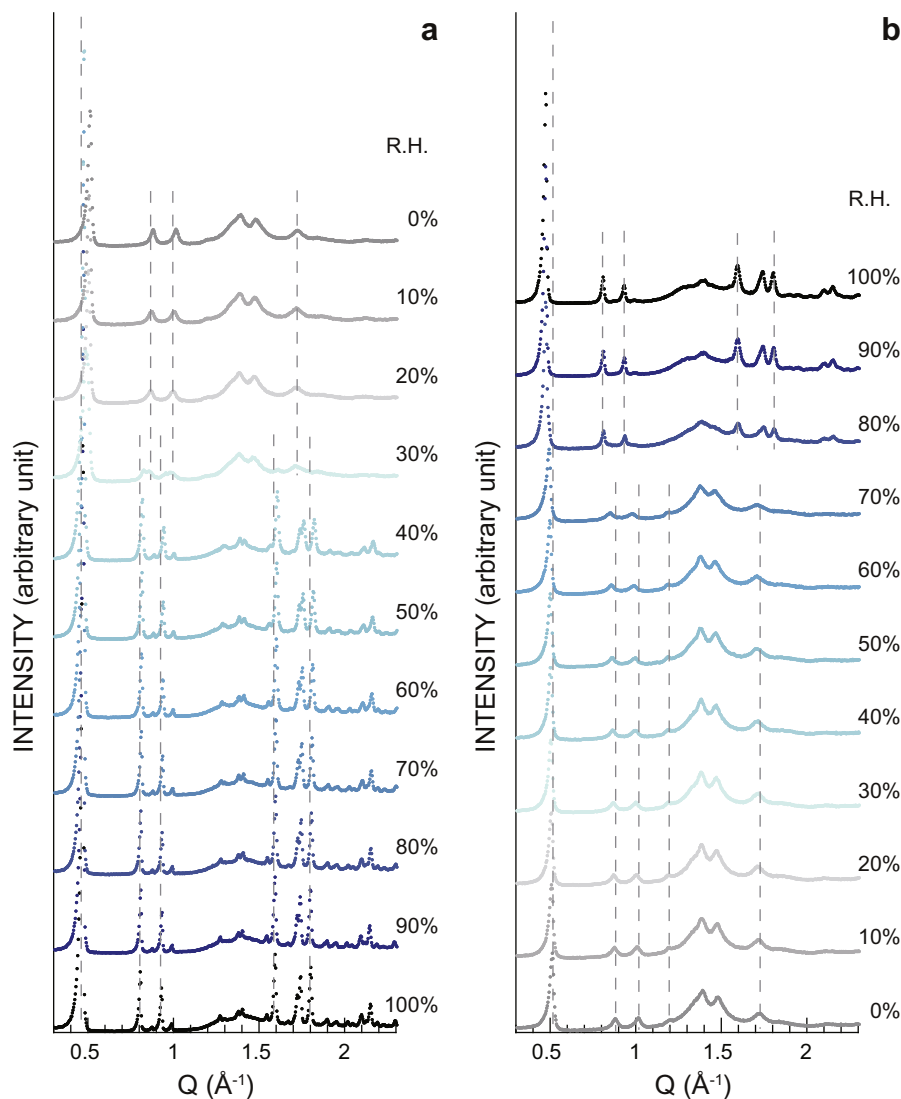 a
R.H.
0%
10%
20%
30%
40%
50%
60%
70%
80%
90%
100%
INTENSITY (arbitrary unit)
0.5 1 1.5 2
Q (Å⁻¹)
b
R.H.
100%
90%
80%
70%
60%
50%
40%
30%
20%
10%
0%
INTENSITY (arbitrary unit)
0.5 1 1.5 2
Q (Å⁻¹)